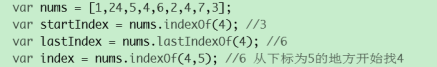 var nums = [1,24,5,4,6,2,4,7,3];
var startIndex = nums.indexOf(4); //3
var lastIndex = nums.lastIndexOf(4); //6
var index = nums.indexOf(4,5); //6 从下标为5的地方开始找4